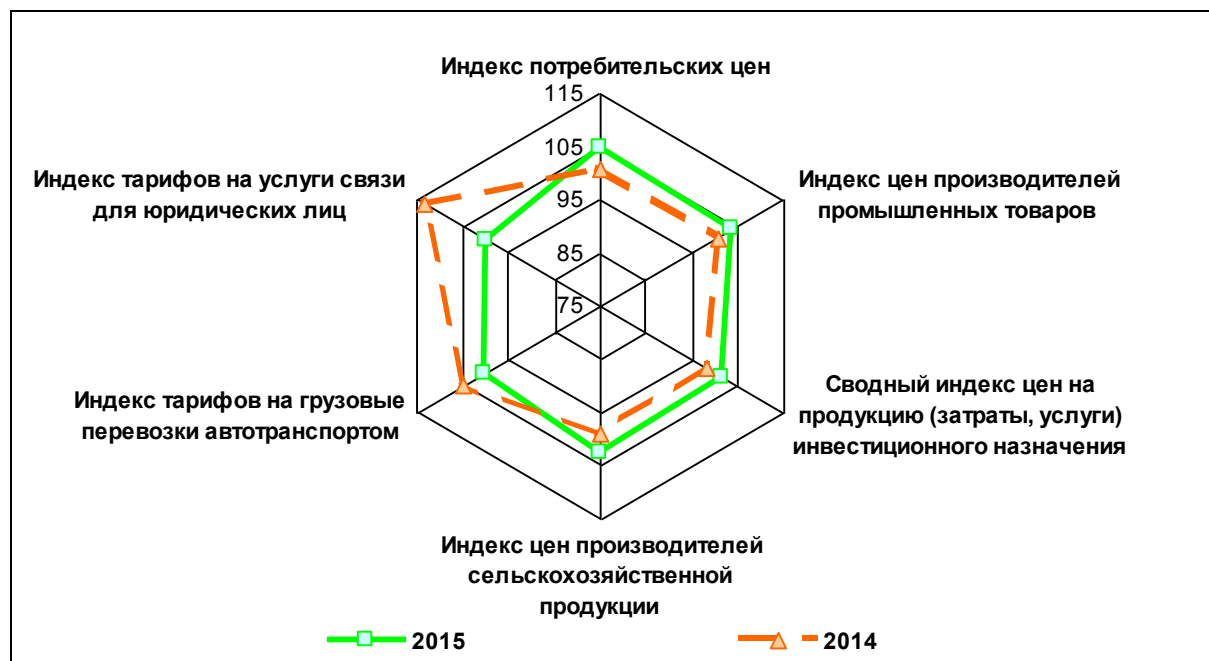 Индекс потребительских цен
115
105
95
85
75
Индекс тарифов на услуги связи
для юридических лиц
Индекс цен производителей
промышленных товаров
Индекс тарифов на грузовые
перевозки автотранспортом
Сводный индекс цен на
продукцию (затраты, услуги)
инвестиционного назначения
Индекс цен производителей
сельскохозяйственной
продукции
2015
2014